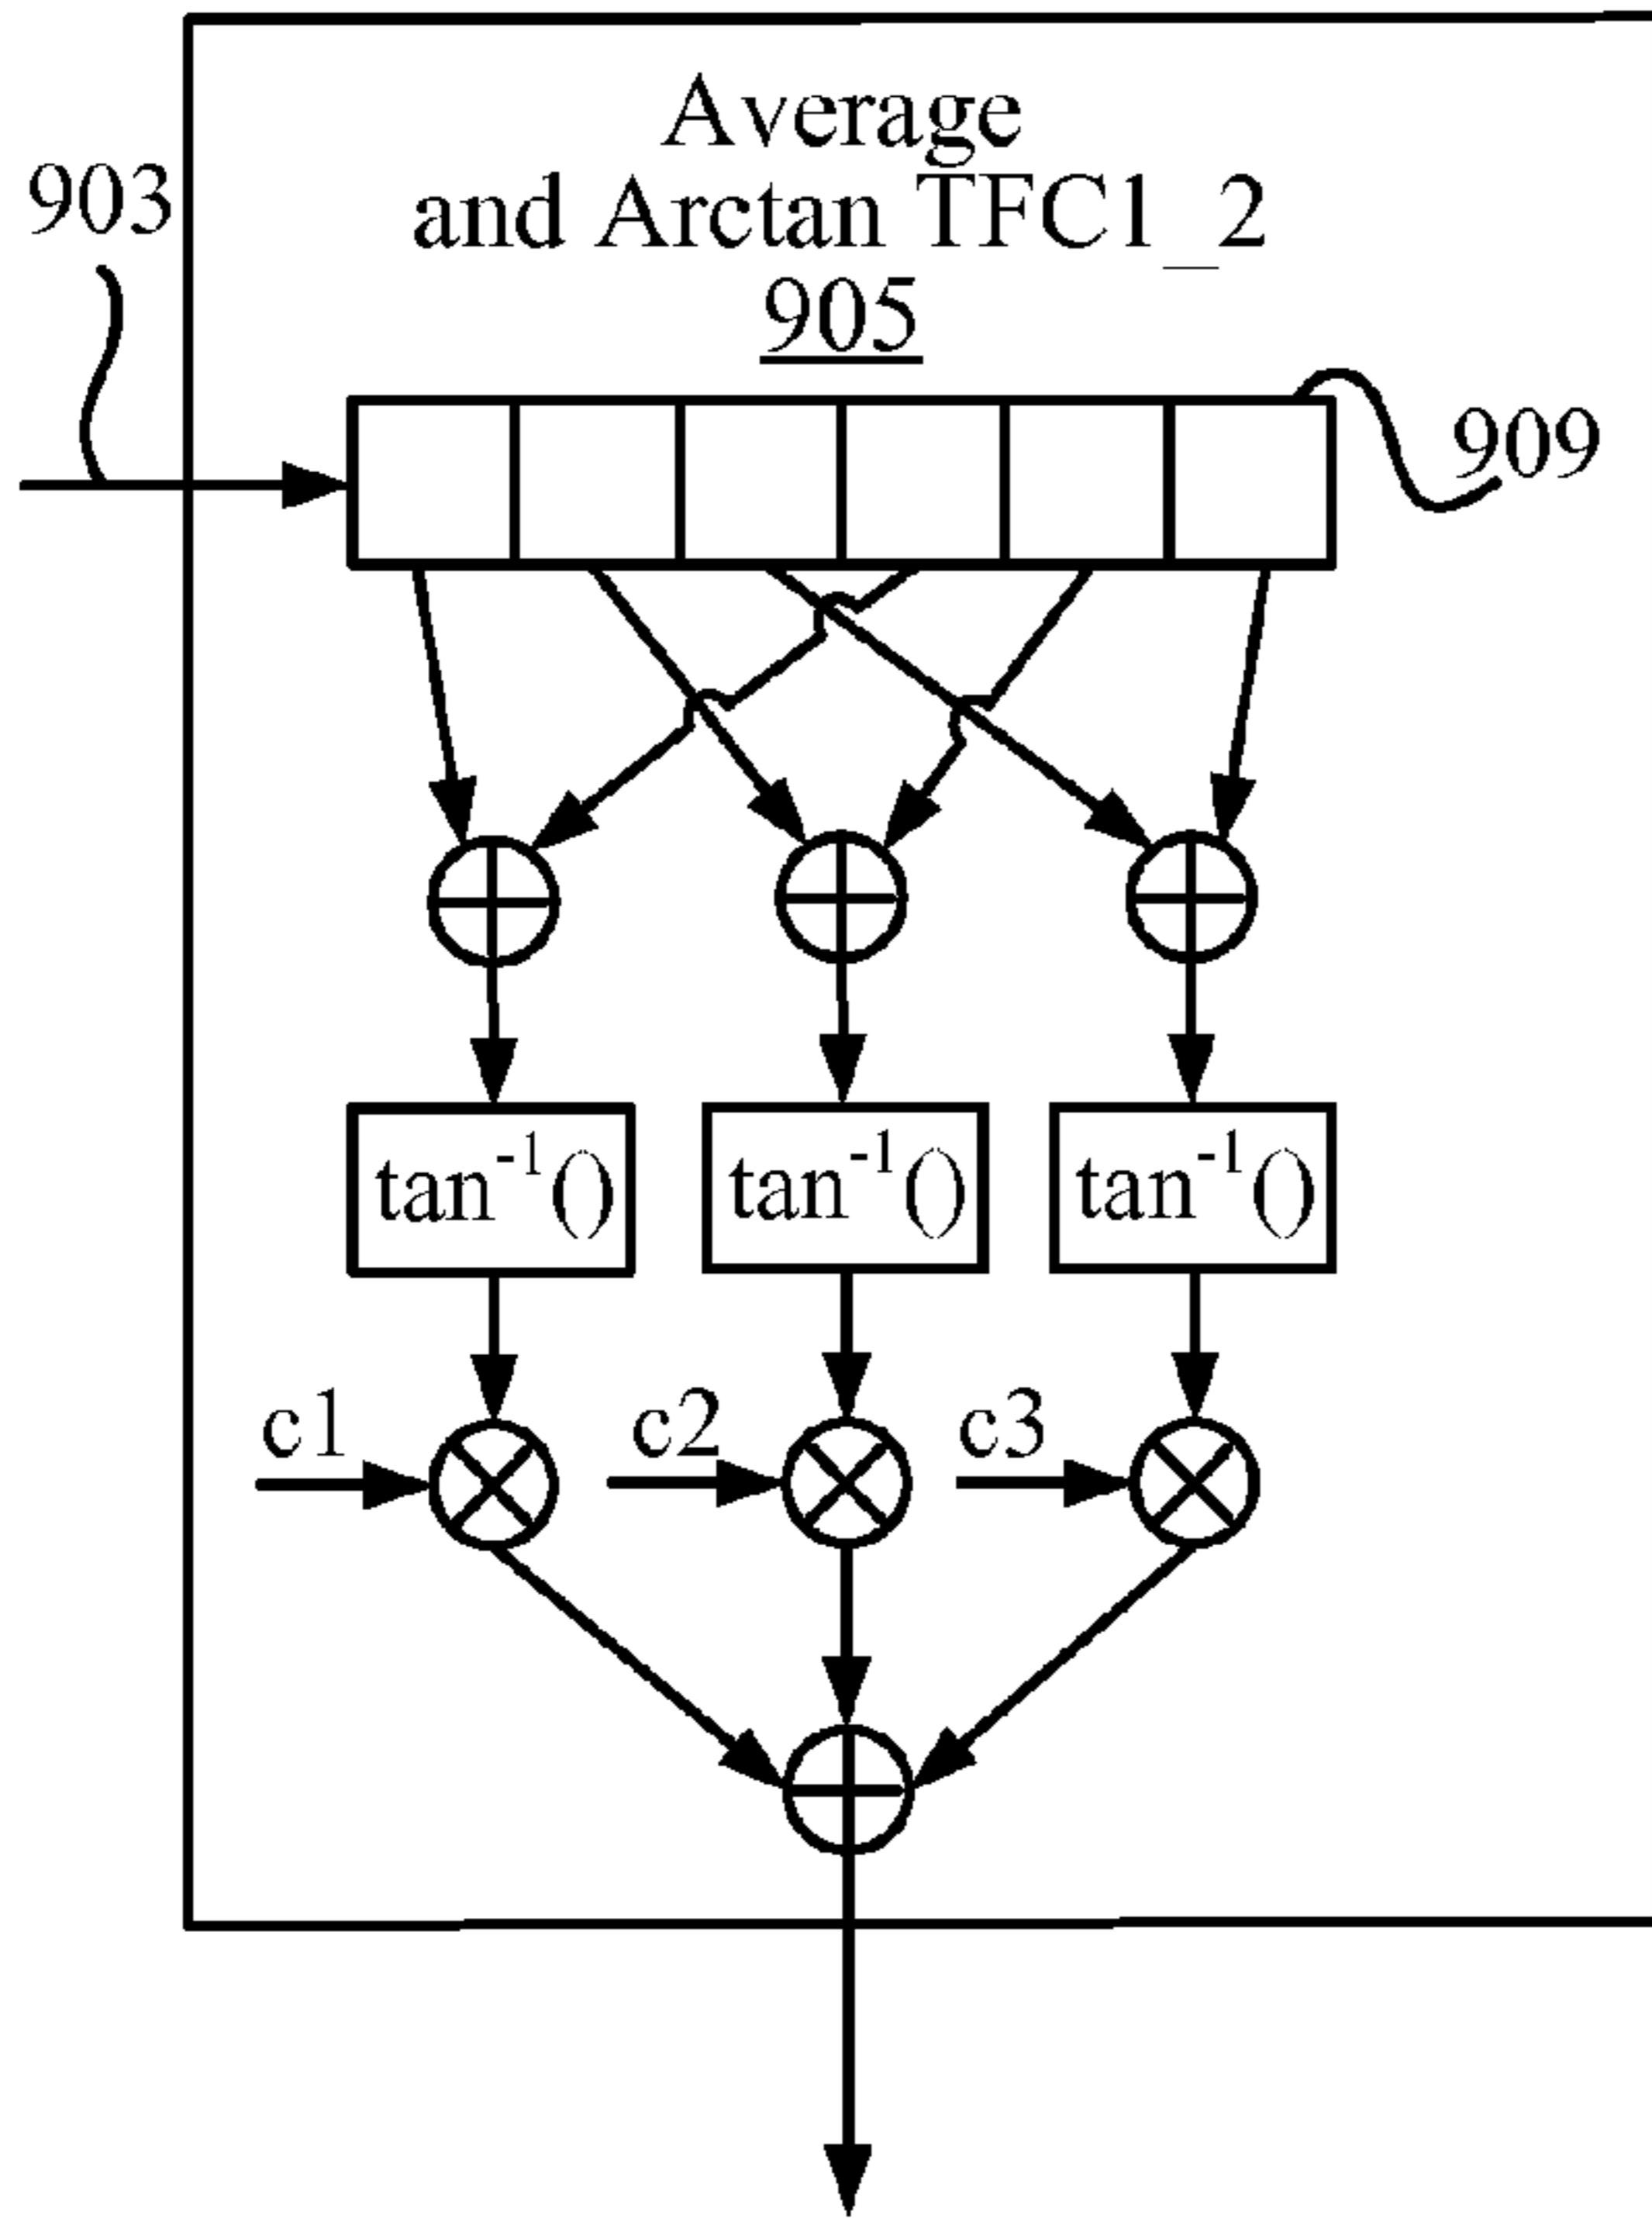 Average
and Arctan TFC1_2
905
903
909
tan-1() tan-1() tan-1()
c1 c2 c3